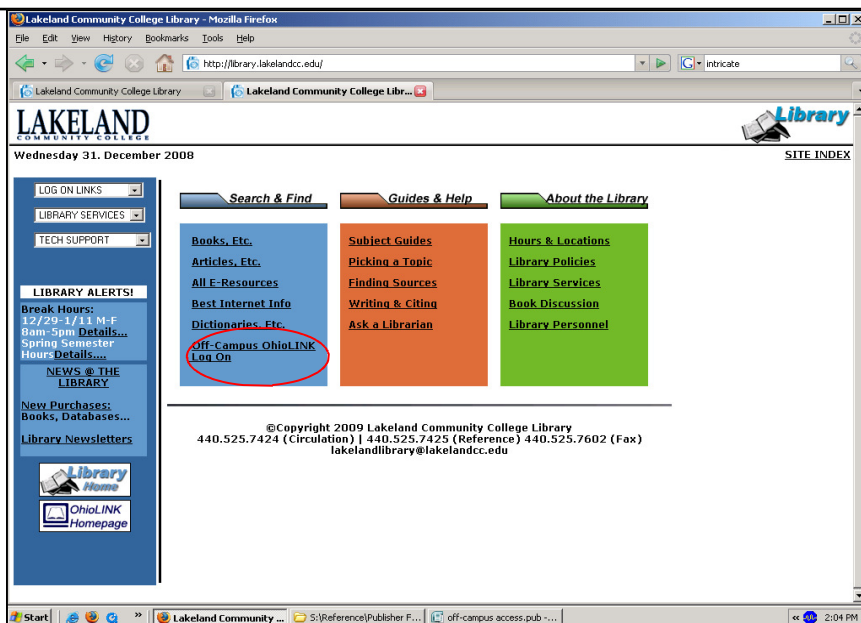 Lakeland Community College Library - Mozilla Firefox
File Edit View History Bookmarks Tools Help
http://library.lakelandcc.edu/
G intricate
Lakeland Community College Library
Lakeland Community College Libr...
LAKELAND
COMMUNITY COLLEGE
Library
Wednesday 31. December 2008
SITE INDEX
LOG ON LINKS
LIBRARY SERVICES
TECH SUPPORT
LIBRARY ALERTS!
Break Hours:
12/29-1/11 M-F
8am-5pm Details...
Spring Semester
HoursDetails....
NEWS @ THE
LIBRARY
New Purchases:
Books, Databases...
Library Newsletters
Library
Home
OhioLINK
Homepage
Search & Find
Books, Etc.
Articles, Etc.
All E-Resources
Best Internet Info
Dictionaries, Etc.
Off-Campus OhioLINK
Log On
Guides & Help
Subject Guides
Picking a Topic
Finding Sources
Writing & Citing
Ask a Librarian
About the Library
Hours & Locations
Library Policies
Library Services
Book Discussion
Library Personnel
©Copyright 2009 Lakeland Community College Library
440.525.7424 (Circulation) | 440.525.7425 (Reference) 440.525.7602 (Fax)
lakelandlibrary@lakelandcc.edu
Start
Lakeland Community ...
S:\Reference\Publisher F...
off-campus access.pub -...
2:04 PM